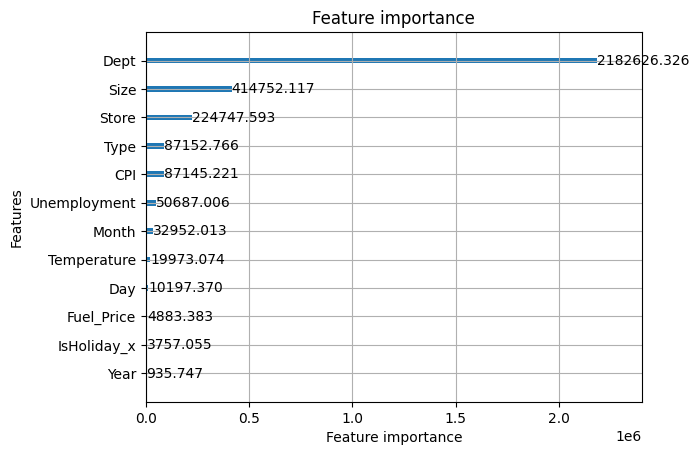 Feature importance
Dept 2182626.326
Size 414752.117
Store 224747.593
Type 87152.766
CPI 87145.221
Unemployment 50687.006
Month 32952.013
Temperature 19973.074
Day 10197.370
Fuel_Price 4883.383
IsHoliday_x 3757.055
Year 935.747
Features
0.0 0.5 1.0 1.5 2.0
1e6
Feature importance